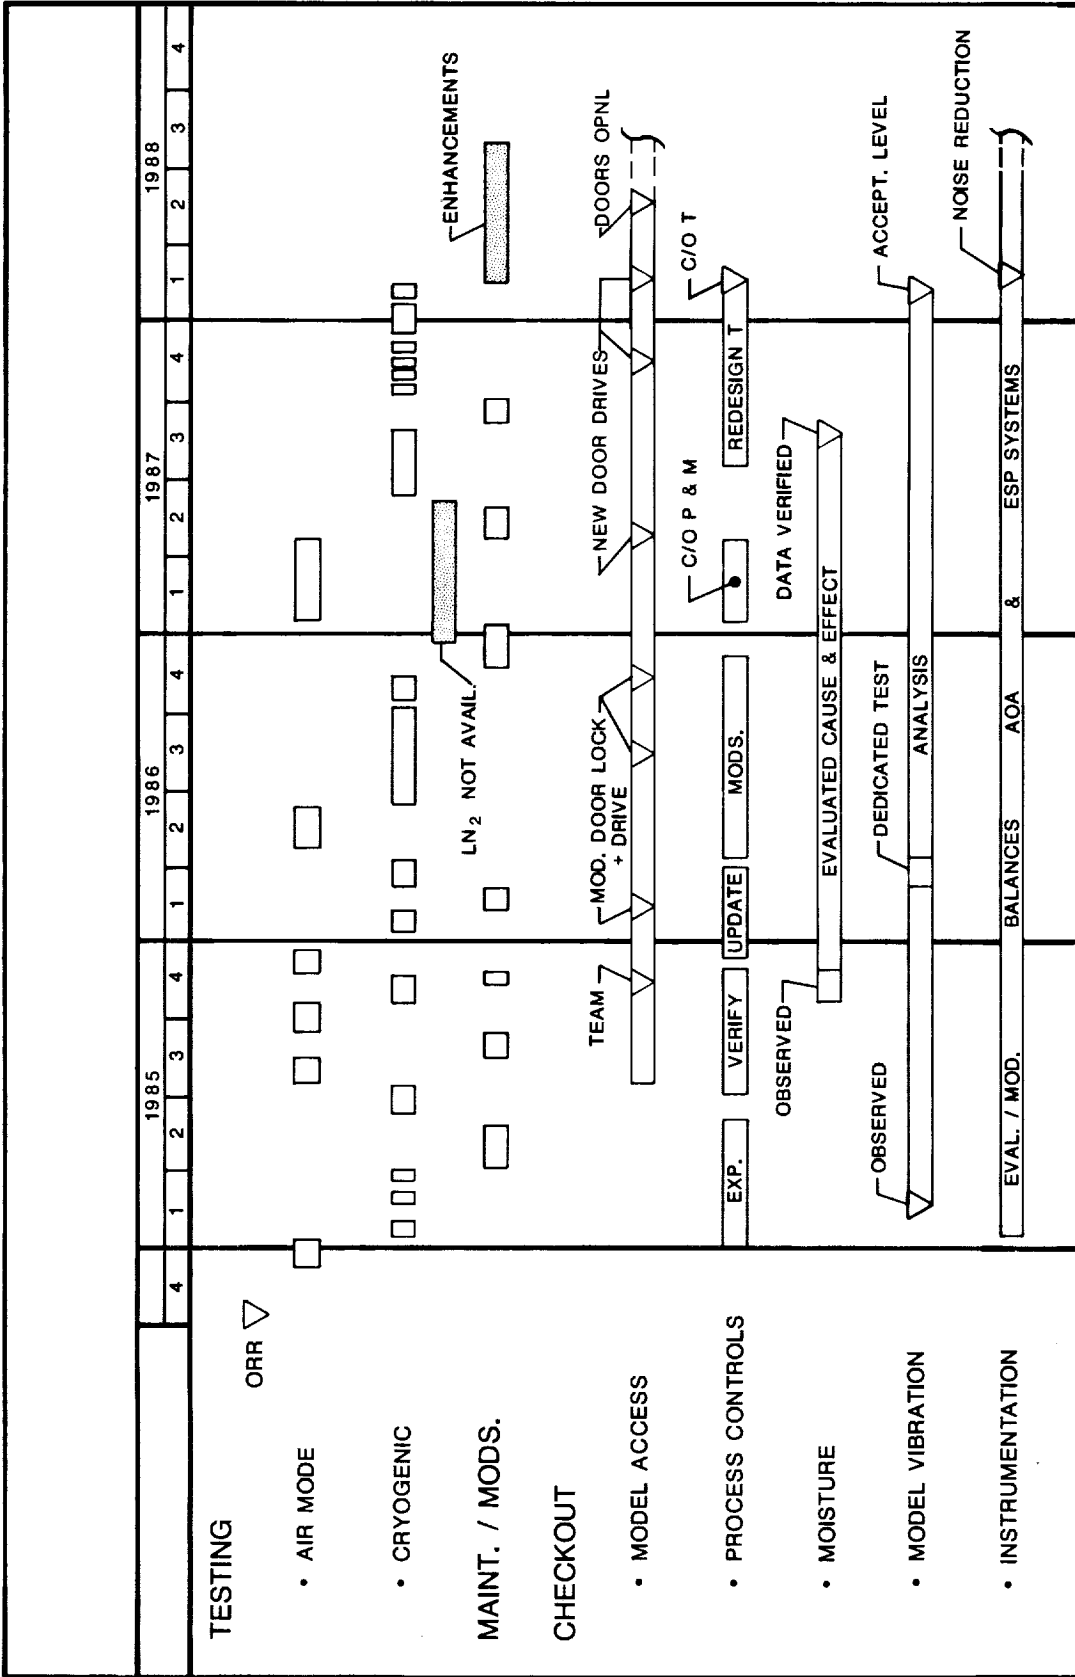 1985 1986 1987 1988
4 1 2 3 4 1 2 3 4 1 2 3 4 1 2 3 4
TESTING
ORR
• AIR MODE
• CRYOGENIC
LN2 NOT AVAIL.
ENHANCEMENTS
MAINT. / MODS.
CHECKOUT
TEAM
MOD. DOOR LOCK
+ DRIVE
NEW DOOR DRIVES
DOORS OPNL
• MODEL ACCESS
C/O P & M
C/O T
• PROCESS CONTROLS
EXP. VERIFY UPDATE MODS. REDESIGN T
OBSERVED
DATA VERIFIED
• MOISTURE
EVALUATED CAUSE & EFFECT
OBSERVED
DEDICATED TEST
ACCEPT. LEVEL
• MODEL VIBRATION
ANALYSIS
NOISE REDUCTION
• INSTRUMENTATION
EVAL. / MOD. BALANCES AOA & ESP SYSTEMS